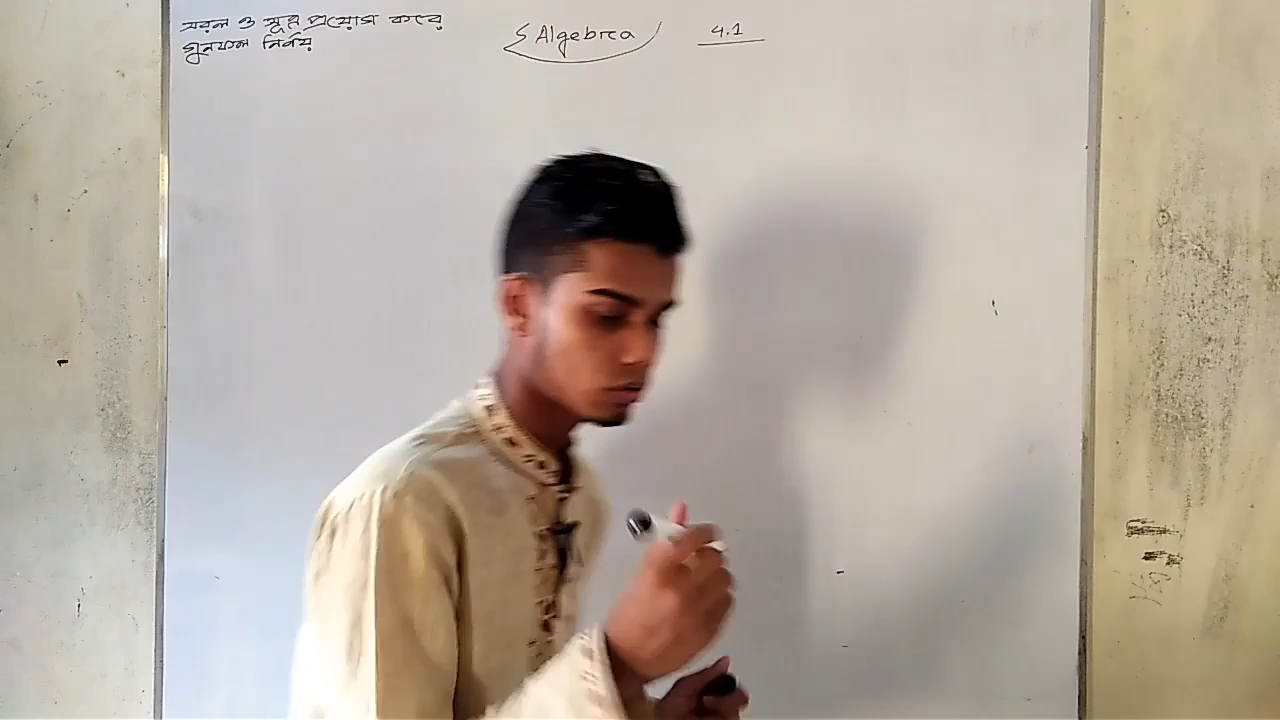 সরল ও সূত্র প্রয়োগ করে
গুনফল নির্ণয়
Algebra
4.1